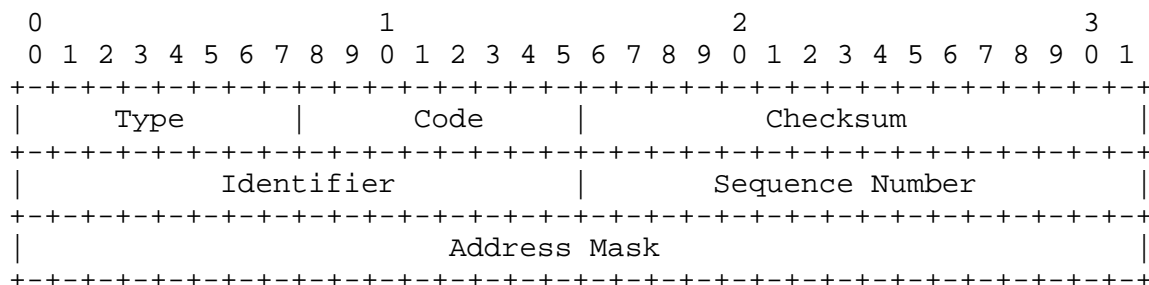 0                   1                   2                   3
 0 1 2 3 4 5 6 7 8 9 0 1 2 3 4 5 6 7 8 9 0 1 2 3 4 5 6 7 8 9 0 1
+-+-+-+-+-+-+-+-+-+-+-+-+-+-+-+-+-+-+-+-+-+-+-+-+-+-+-+-+-+-+-+-+
|     Type      |      Code     |          Checksum             |
+-+-+-+-+-+-+-+-+-+-+-+-+-+-+-+-+-+-+-+-+-+-+-+-+-+-+-+-+-+-+-+-+
|           Identifier          |       Sequence Number         |
+-+-+-+-+-+-+-+-+-+-+-+-+-+-+-+-+-+-+-+-+-+-+-+-+-+-+-+-+-+-+-+-+
|                        Address Mask                           |
+-+-+-+-+-+-+-+-+-+-+-+-+-+-+-+-+-+-+-+-+-+-+-+-+-+-+-+-+-+-+-+-+